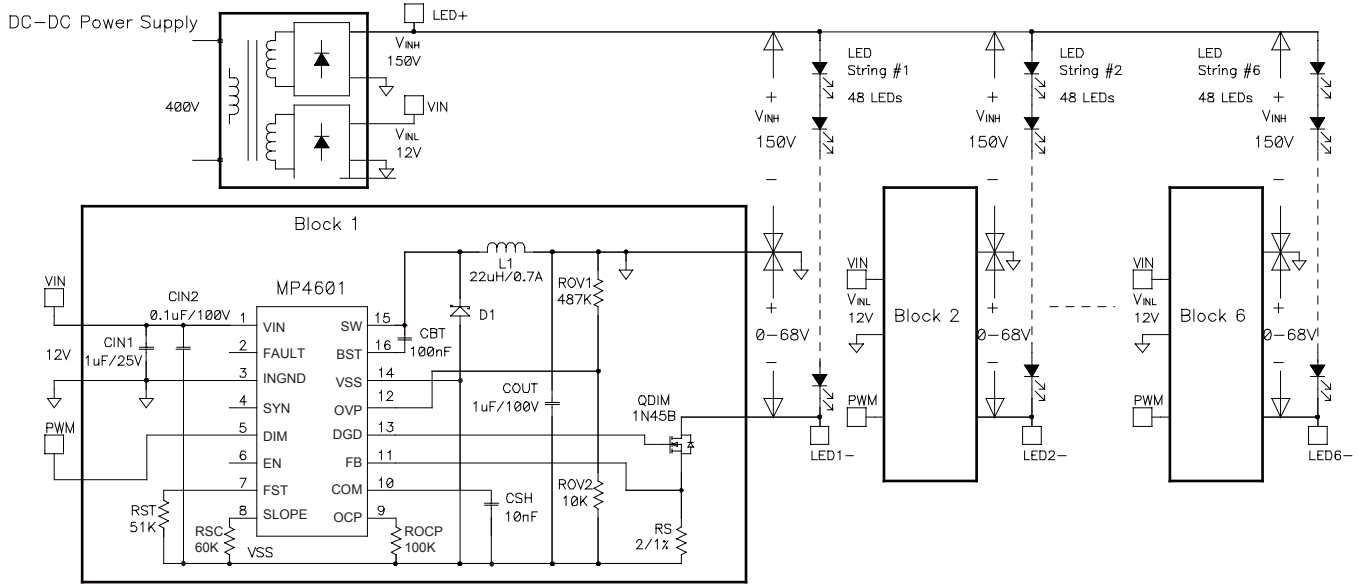 DC-DC Power Supply
LED+
VINH
150V
400V
VIN
VINL
12V
LED
String #1
48 LEDs
+
VINH
150V
-
LED
String #2
48 LEDs
+
VINH
150V
-
LED
String #6
48 LEDs
+
VINH
150V
-
Block 1
L1
22uH/0.7A
ROV1
487K
VIN
CIN2
0.1uF/100V
MP4601
D1
12V
CIN1
1uF/25V
1 VIN
2 FAULT
3 INGND
4 SYN
5 DIM
6 EN
7 FST
8 SLOPE
SW 15
BST 16
VSS 14
OVP 12
DGD 13
FB 11
COM 10
OCP 9
CBT
100nF
COUT
1uF/100V
QDIM
1N45B
PWM
RST
51K
RSC
60K
VSS
ROCP
100K
CSH
10nF
ROV2
10K
RS
2/1%
+
0-68V
-
LED1-
VIN
VINL
12V
Block 2
PWM
+
0-68V
-
LED2-
VIN
VINL
12V
Block 6
PWM
+
0-68V
-
LED6-